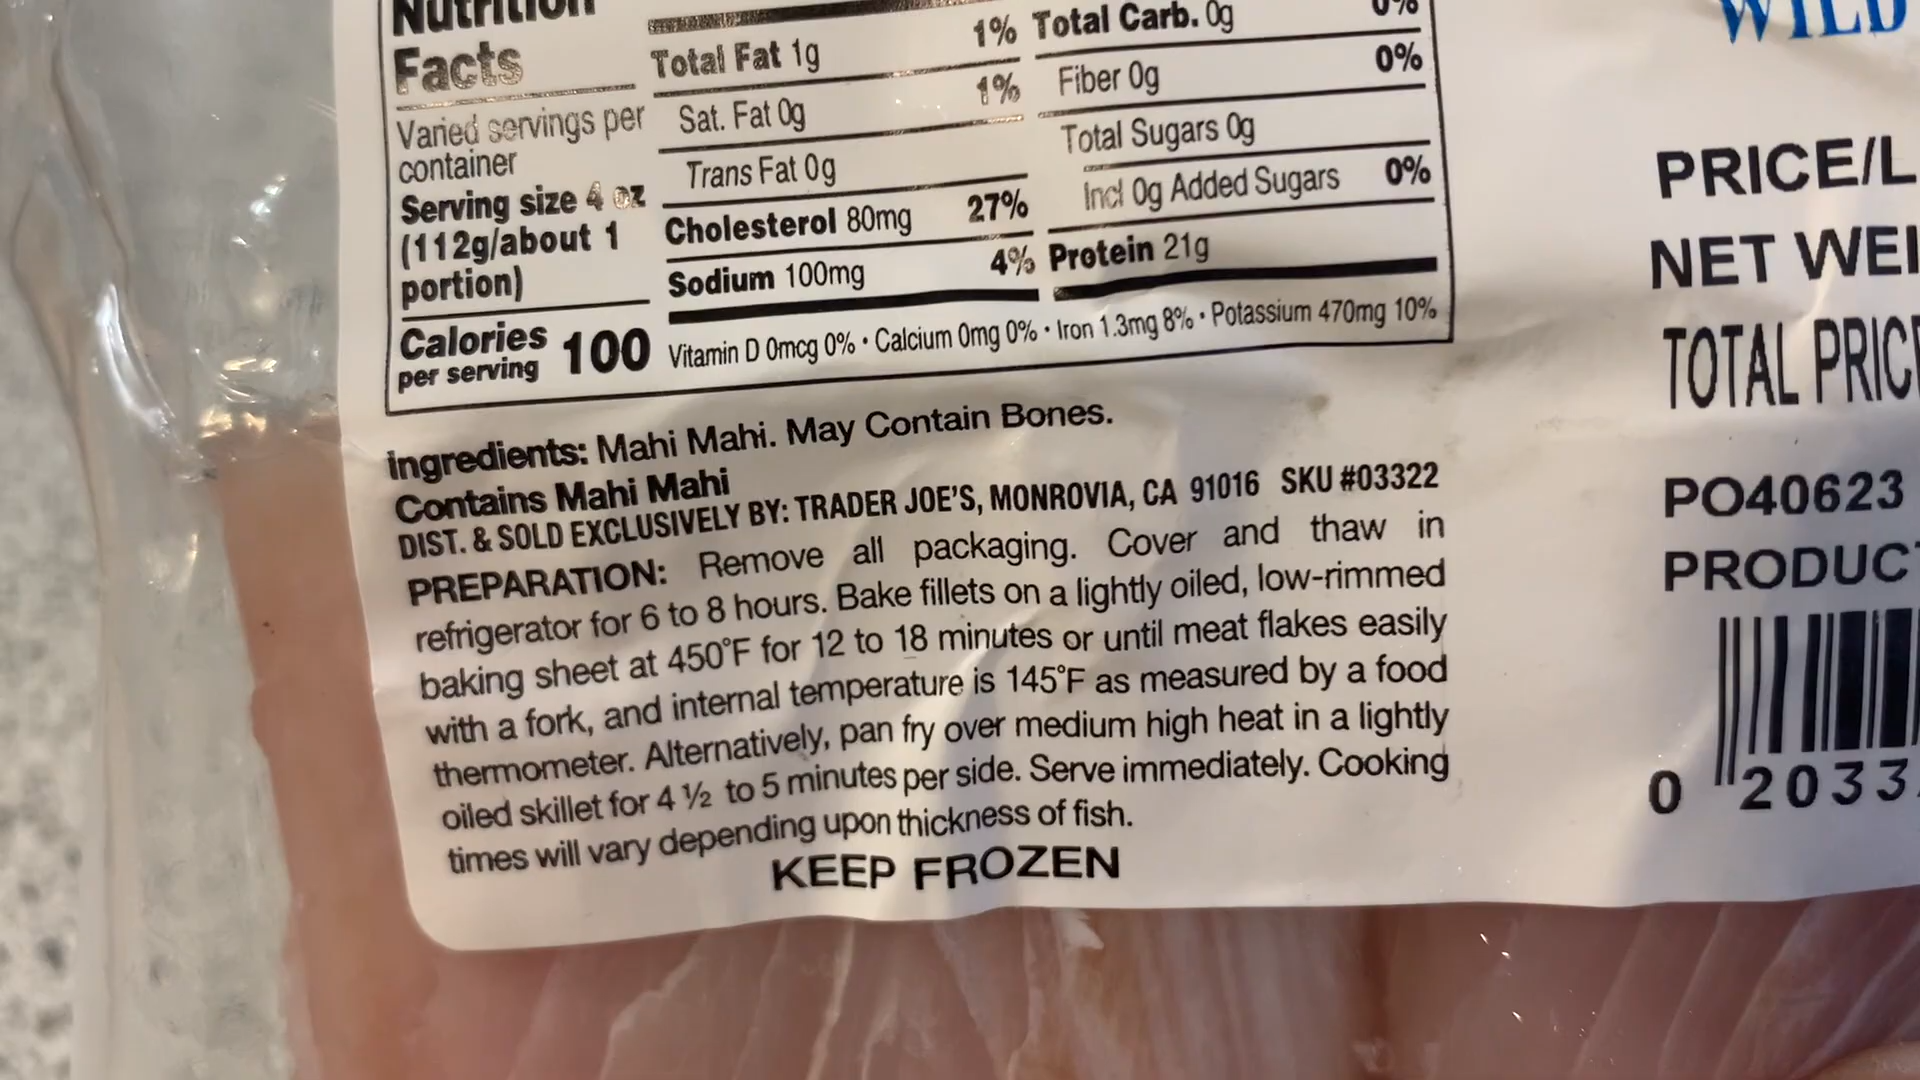 Nutrition
Facts
Varied servings per
container
Serving size 4 oz
(112g/about 1
portion)
Calories
per serving 100
Total Fat 1g 1%
Sat. Fat 0g 1%
Trans Fat 0g
Cholesterol 80mg 27%
Sodium 100mg 4%
Total Carb. 0g 0%
Fiber 0g 0%
Total Sugars 0g
Incl 0g Added Sugars 0%
Protein 21g
Vitamin D 0mcg 0% • Calcium 0mg 0% • Iron 1.3mg 8% • Potassium 470mg 10%
ingredients: Mahi Mahi. May Contain Bones.
Contains Mahi Mahi
DIST. & SOLD EXCLUSIVELY BY: TRADER JOE'S, MONROVIA, CA 91016 SKU #03322
PREPARATION: Remove all packaging. Cover and thaw in
refrigerator for 6 to 8 hours. Bake fillets on a lightly oiled, low-rimmed
baking sheet at 450°F for 12 to 18 minutes or until meat flakes easily
with a fork, and internal temperature is 145°F as measured by a food
thermometer. Alternatively, pan fry over medium high heat in a lightly
oiled skillet for 4 ½ to 5 minutes per side. Serve immediately. Cooking
times will vary depending upon thickness of fish.
KEEP FROZEN
WILD
PRICE/L
NET WEI
TOTAL PRIC
PO40623
PRODUCT
0 2033